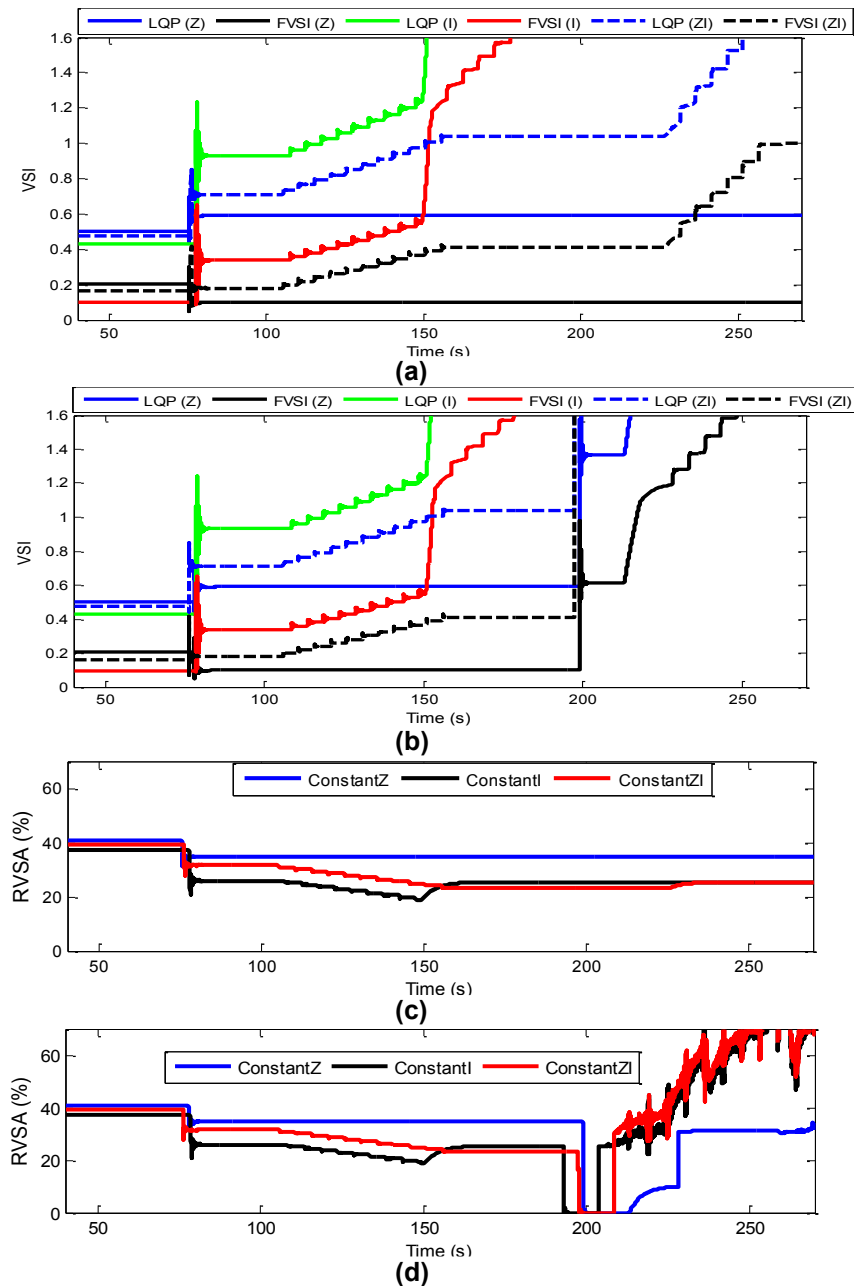 LQP (Z) FVSI (Z) LQP (I) FVSI (I) LQP (ZI) FVSI (ZI)
1.6
1.4
1.2
1
0.8
0.6
0.4
0.2
0
VSI
50 100 150 200 250
Time (s)
(a)
LQP (Z) FVSI (Z) LQP (I) FVSI (I) LQP (ZI) FVSI (ZI)
1.6
1.4
1.2
1
0.8
0.6
0.4
0.2
0
VSI
50 100 150 200 250
Time (s)
(b)
ConstantZ ConstantI ConstantZI
60
40
20
0
RVSA (%)
50 100 150 200 250
Time (s)
(c)
ConstantZ ConstantI ConstantZI
60
40
20
0
RVSA (%)
50 100 150 200 250
Time (s)
(d)